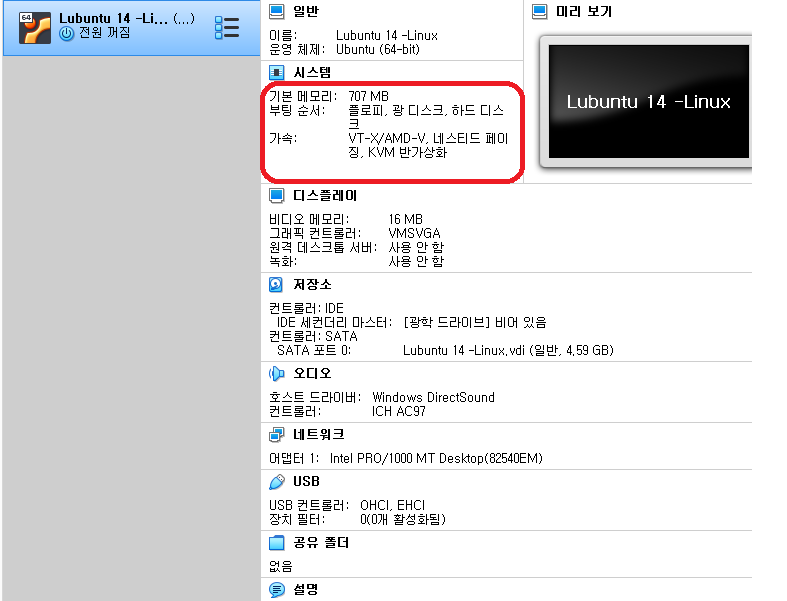 64
Lubuntu 14 -Li... (...)
전원 꺼짐
일반
이름: Lubuntu 14 -Linux
운영 체제: Ubuntu (64-bit)
시스템
기본 메모리: 707 MB
부팅 순서: 플로피, 광 디스크, 하드 디스
크
가속: VT-X/AMD-V, 네스티드 페이
징, KVM 반가상화
디스플레이
비디오 메모리: 16 MB
그래픽 컨트롤러: VMSVGA
원격 데스크톱 서버: 사용 안 함
녹화: 사용 안 함
저장소
컨트롤러: IDE
IDE 세컨더리 마스터: [광학 드라이브] 비어 있음
컨트롤러: SATA
SATA 포트 0: Lubuntu 14 -Linux.vdi (일반, 4.59 GB)
오디오
호스트 드라이버: Windows DirectSound
컨트롤러: ICH AC97
네트워크
어댑터 1: Intel PRO/1000 MT Desktop(82540EM)
USB
USB 컨트롤러: OHCI, EHCI
장치 필터: 0(0개 활성화됨)
공유 폴더
없음
설명
미리 보기
Lubuntu 14 -Linux